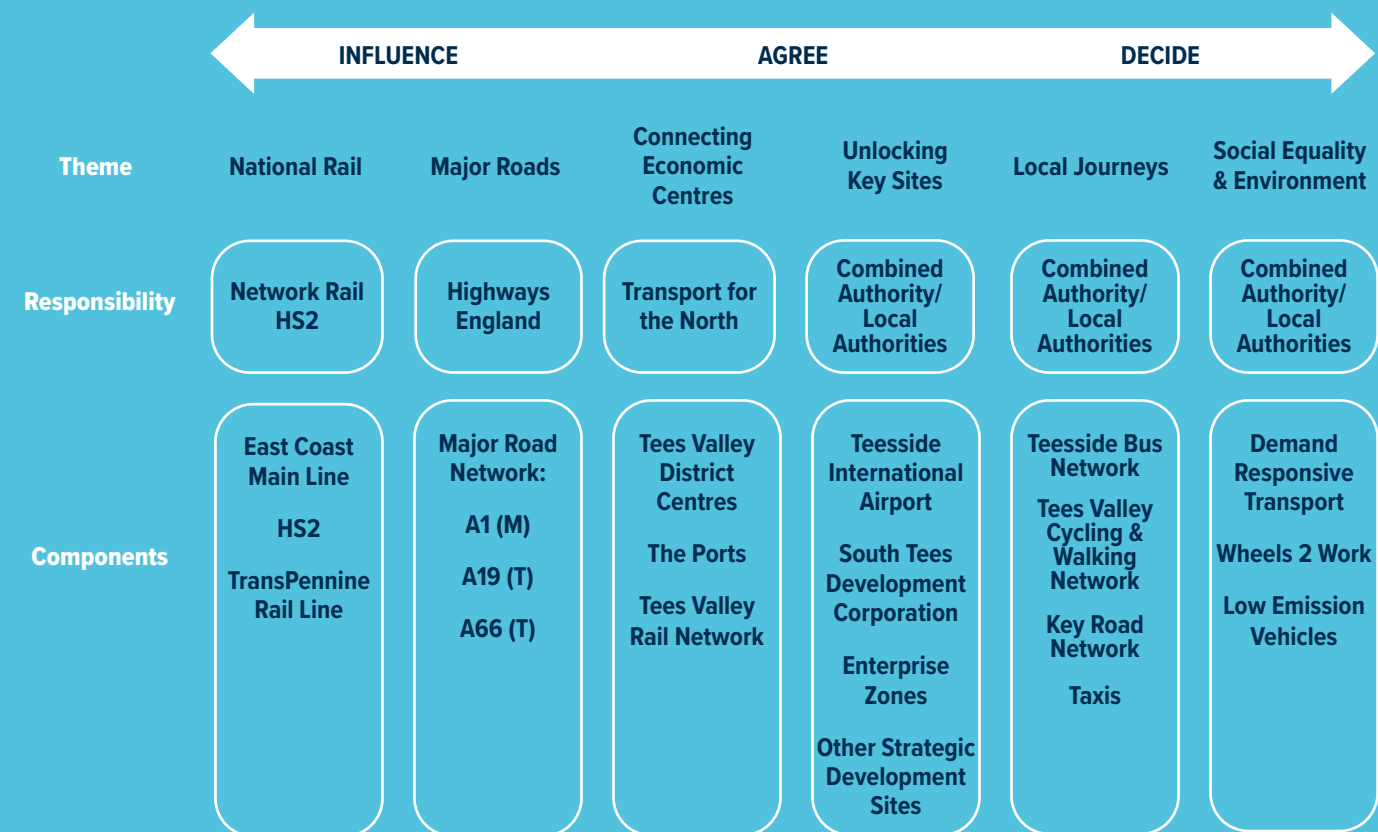 INFLUENCE AGREE DECIDE
Theme
National Rail
Major Roads
Connecting
Economic
Centres
Unlocking
Key Sites
Local Journeys
Social Equality
& Environment
Responsibility
Network Rail
HS2
Highways
England
Transport for
the North
Combined
Authority/
Local
Authorities
Combined
Authority/
Local
Authorities
Combined
Authority/
Local
Authorities
Components
East Coast
Main Line
HS2
TransPennine
Rail Line
Major Road
Network:
A1 (M)
A19 (T)
A66 (T)
Tees Valley
District
Centres
The Ports
Tees Valley
Rail Network
Teesside
International
Airport
South Tees
Development
Corporation
Enterprise
Zones
Other Strategic
Development
Sites
Teesside Bus
Network
Tees Valley
Cycling &
Walking
Network
Key Road
Network
Taxis
Demand
Responsive
Transport
Wheels 2 Work
Low Emission
Vehicles